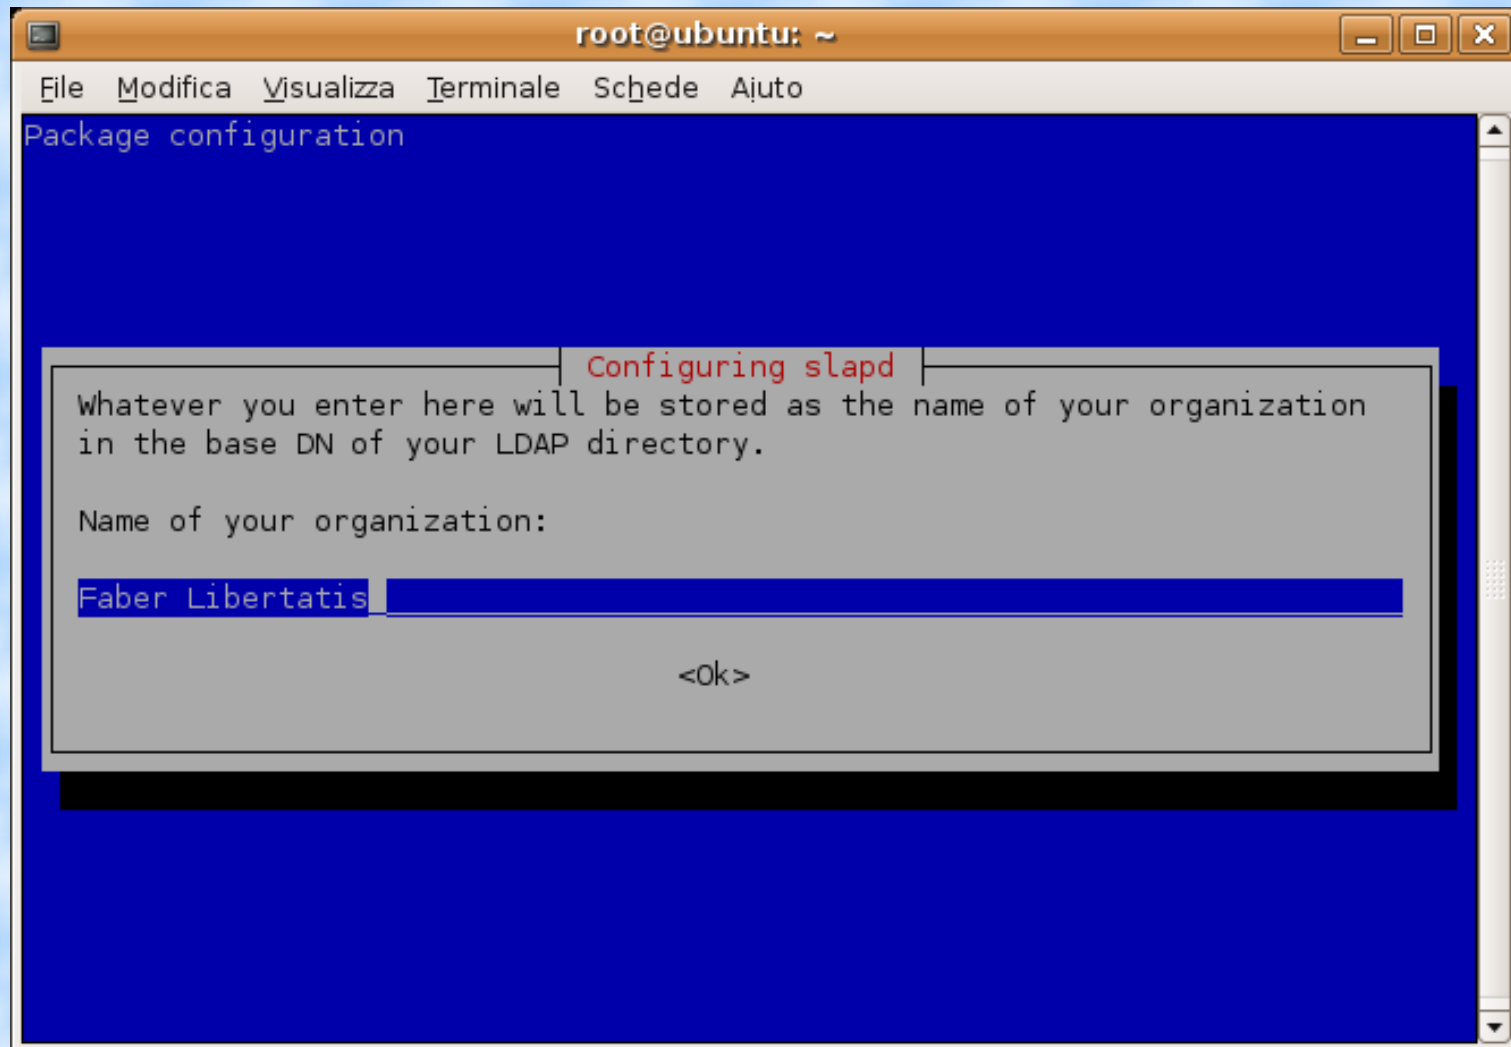 root@ubuntu: ~
File Modifica Visualizza Terminale Schede Aiuto
Package configuration
Configuring slapd
Whatever you enter here will be stored as the name of your organization
in the base DN of your LDAP directory.
Name of your organization:
Faber Libertatis
<Ok>